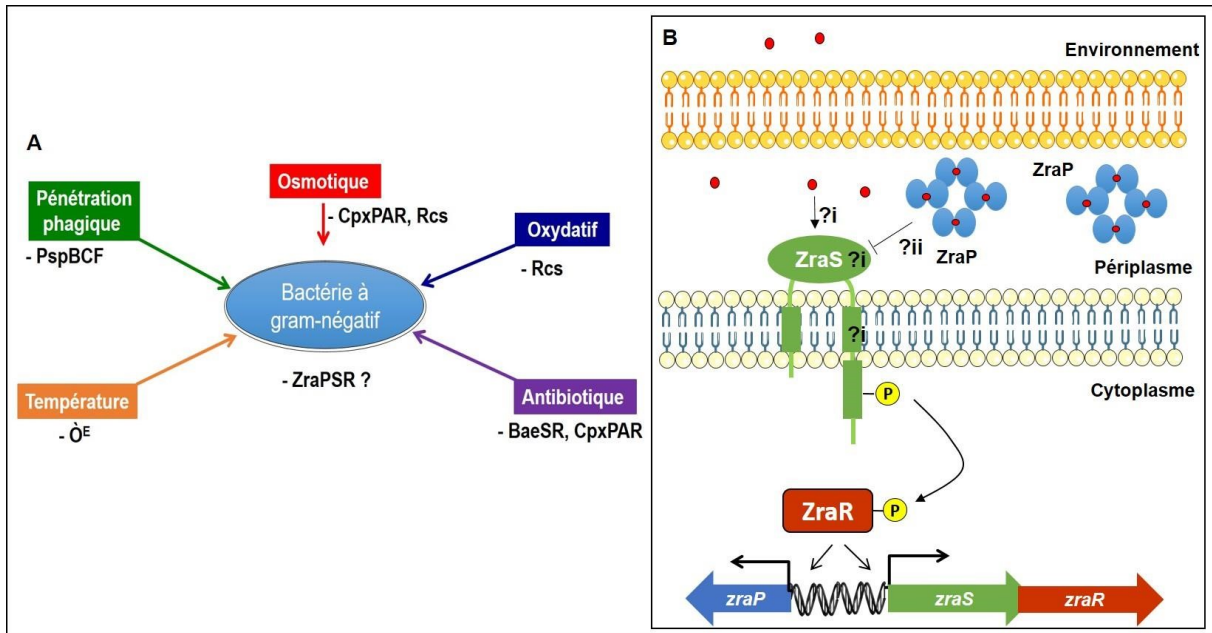 A
Pénétration
phagique
- PspBCF
Osmotique
- CpxPAR, Rcs
Oxydatif
- Rcs
Bactérie à
gram-négatif
- ZraPSR ?
Température
- Òᴱ
Antibiotique
- BaeSR, CpxPAR
B
Environnement
ZraP
?i
?ii
ZraP
ZraS ?i
Périplasme
?i
Cytoplasme
P
ZraR
P
zraP
zraS
zraR